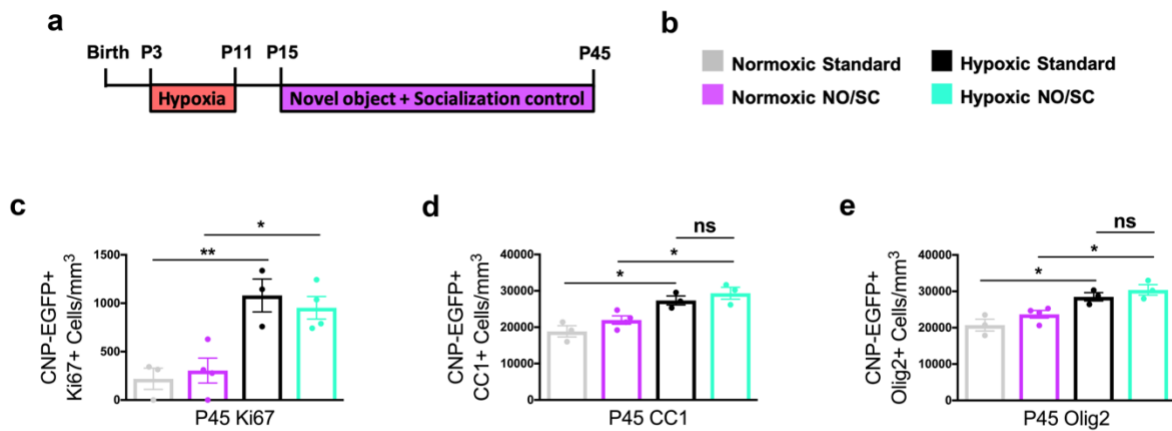 a
Birth P3 P11 P15 P45
Hypoxia
Novel object + Socialization control
b
Normoxic Standard
Hypoxic Standard
Normoxic NO/SC
Hypoxic NO/SC
c
CNP-EGFP+
Ki67+ Cells/mm³
1500
1000
500
0
*
**
P45 Ki67
d
CNP-EGFP+
CC1+ Cells/mm³
40000
30000
20000
10000
0
ns
*
*
P45 CC1
e
CNP-EGFP+
Olig2+ Cells/mm³
40000
30000
20000
10000
0
ns
*
*
P45 Olig2